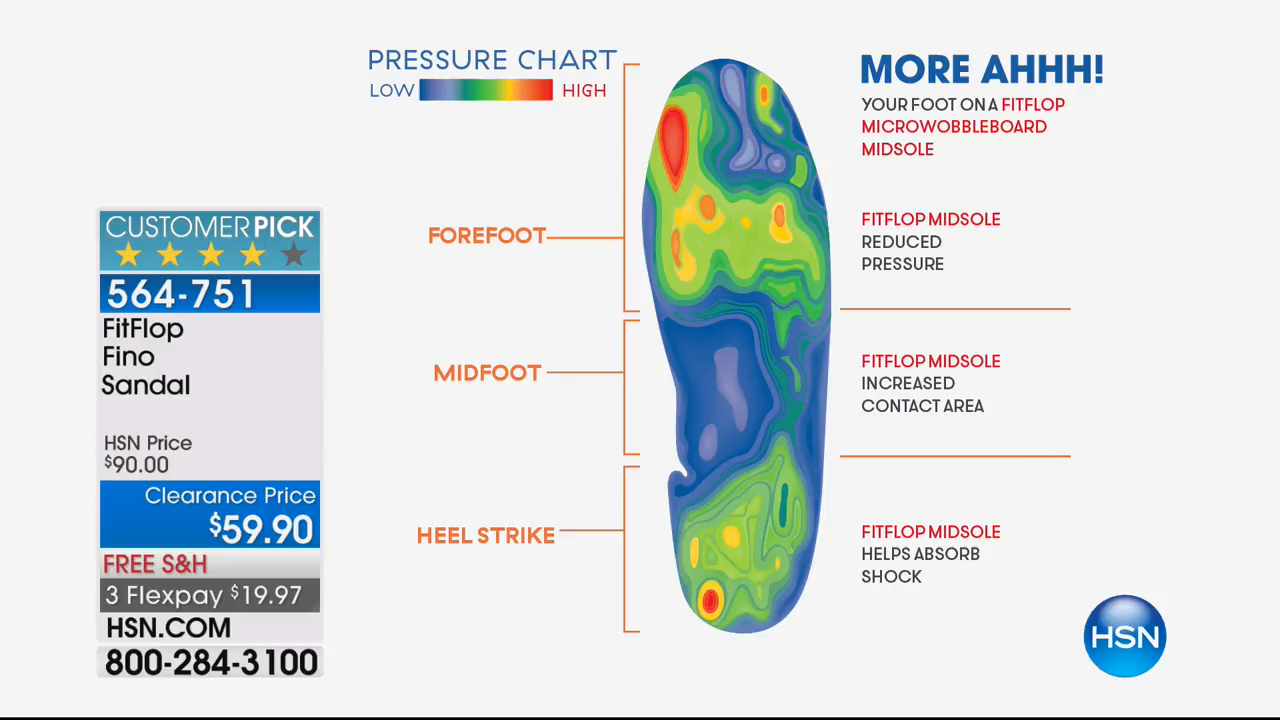 PRESSURE CHART
LOW HIGH
MORE AHHH!
YOUR FOOT ON A FITFLOP
MICROWOBBLEBOARD
MIDSOLE
CUSTOMER PICK
564-751
FitFlop
Fino
Sandal
HSN Price
$90.00
Clearance Price
$59.90
FREE S&H
3 Flexpay $19.97
HSN.COM
800-284-3100
FOREFOOT
MIDFOOT
HEEL STRIKE
FITFLOP MIDSOLE
REDUCED
PRESSURE
FITFLOP MIDSOLE
INCREASED
CONTACT AREA
FITFLOP MIDSOLE
HELPS ABSORB
SHOCK
HSN